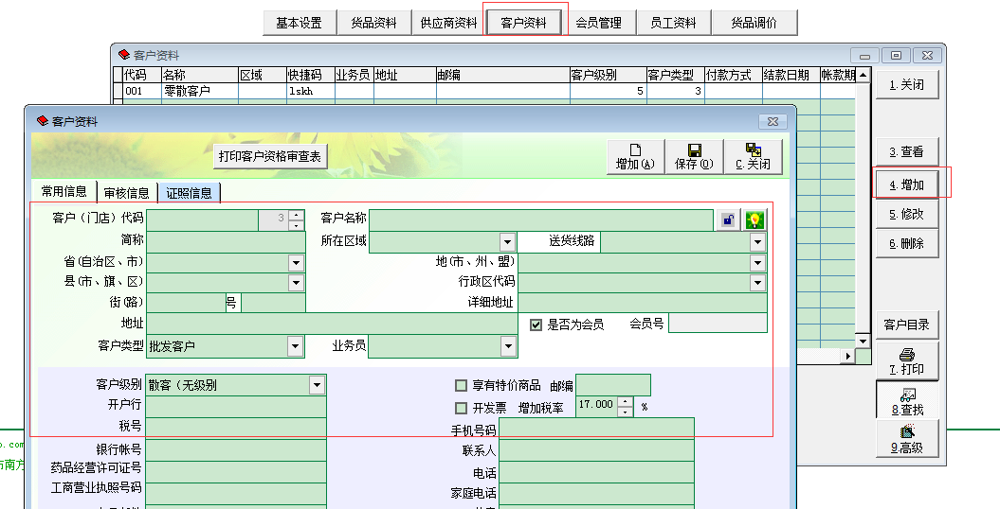 基本设置 货品资料 供应商资料 客户资料 会员管理 员工资料 货品调价
客户资料
代码 名称 区域 快捷码 业务员 地址 邮编 客户级别 客户类型 付款方式 结款日期 帐款期
001 零散客户 lskh 5 3
1.关闭
3.查看
4.增加
5.修改
6.删除
客户目录
7.打印
8.查找
9.高级
客户资料
打印客户资格审查表
增加(A) 保存(O) C.关闭
常用信息 审核信息 证照信息
客户（门店）代码 3 客户名称
简称 所在区域 送货线路
省(自治区、市) 地(市、州、盟)
县(市、旗、区) 行政区代码
街(路) 号 详细地址
地址 是否为会员 会员号
客户类型 批发客户 业务员
客户级别 散客（无级别 享有特价商品 邮编
开户行 开发票 增加税率 17.000 %
税号 手机号码
银行帐号 联系人
药品经营许可证号 电话
工商营业执照号码 家庭电话
o.com
南方